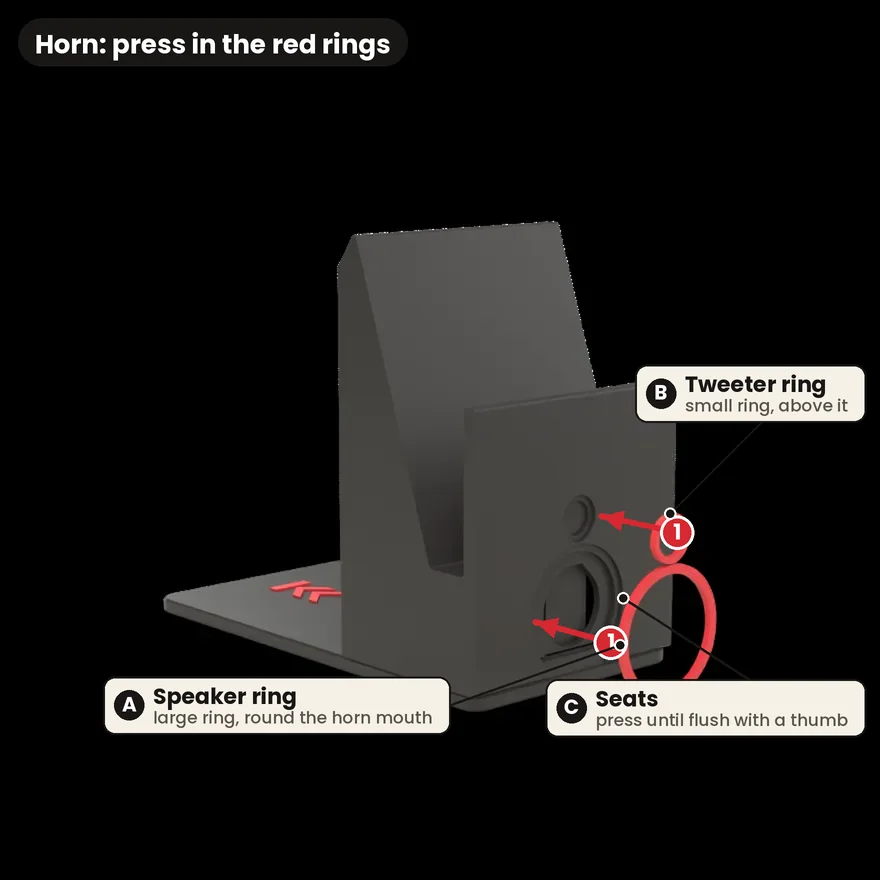 Horn: press in the red rings
B
Tweeter ring
small ring, above it
1
1
A
Speaker ring
large ring, round the horn mouth
C
Seats
press until flush with a thumb